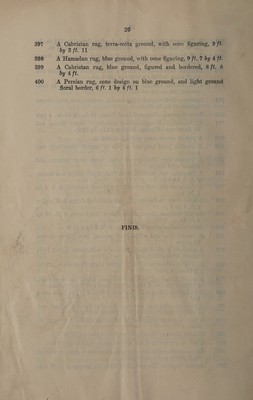 26
397 A Cabristan rug, terra-cotta ground, with cone figuring, 9 ft.
by 3 ft. 11
398 A Hamadan rug, blue ground, with cone figuring, 9 ft. 7 by 4 ft.
399 A Cabristan rug, blue ground, figured and bordered, 8 ft. 8
by 4 ft.
400 A Persian rug, cone design on blue ground, and light ground
floral border, 6 ft. 1 by 4 ft. 1
FINIS.